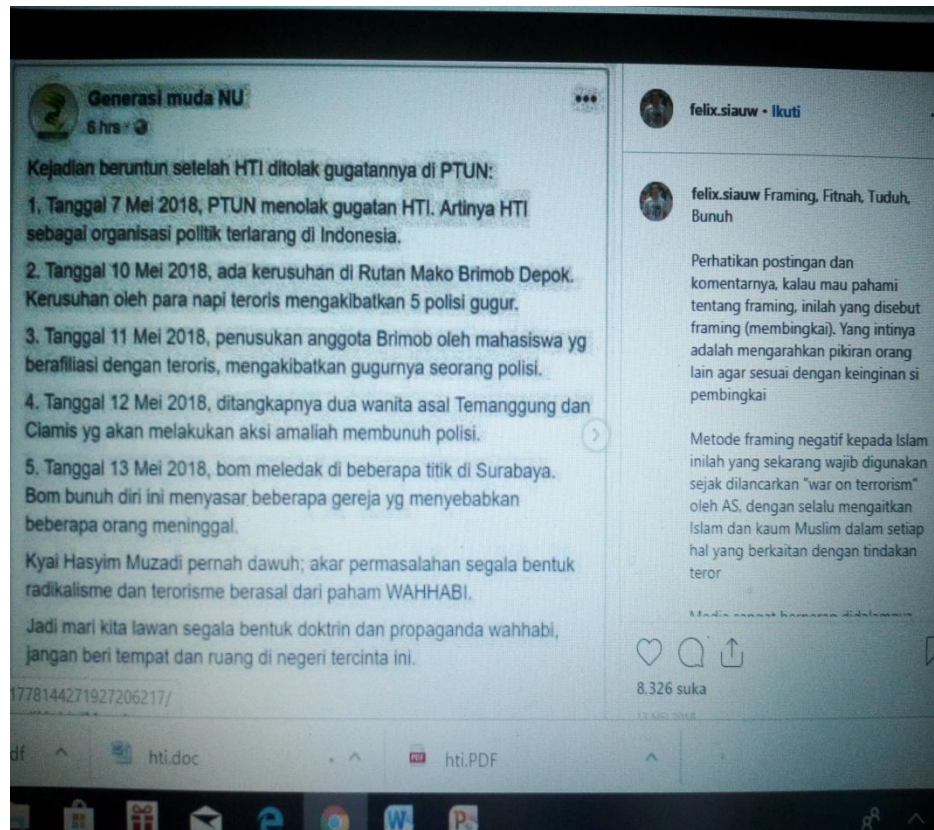 Generasi muda NU
6 hrs
Kejadian beruntun setelah HTI ditolak gugatannya di PTUN:
1. Tanggal 7 Mei 2018, PTUN menolak gugatan HTI. Artinya HTI
sebagai organisasi politik terlarang di Indonesia.
2. Tanggal 10 Mei 2018, ada kerusuhan di Rutan Mako Brimob Depok.
Kerusuhan oleh para napi teroris mengakibatkan 5 polisi gugur.
3. Tanggal 11 Mei 2018, penusukan anggota Brimob oleh mahasiswa yg
berafiliasi dengan teroris, mengakibatkan gugurnya seorang polisi.
4. Tanggal 12 Mei 2018, ditangkapnya dua wanita asal Temanggung dan
Ciamis yg akan melakukan aksi amaliah membunuh polisi.
5. Tanggal 13 Mei 2018, bom meledak di beberapa titik di Surabaya.
Bom bunuh diri ini menyasar beberapa gereja yg menyebabkan
beberapa orang meninggal.
Kyai Hasyim Muzadi pernah dawuh; akar permasalahan segala bentuk
radikalisme dan terorisme berasal dari paham WAHHABI.
Jadi mari kita lawan segala bentuk doktrin dan propaganda wahhabi,
jangan beri tempat dan ruang di negeri tercinta ini.
1778144271927206217/
felix.siauw • Ikuti
felix.siauw Framing, Fitnah, Tuduh,
Bunuh
Perhatikan postingan dan
komentarnya, kalau mau pahami
tentang framing, inilah yang disebut
framing (membingkai). Yang intinya
adalah mengarahkan pikiran orang
lain agar sesuai dengan keinginan si
pembingkai
Metode framing negatif kepada Islam
inilah yang sekarang wajib digunakan
sejak dilancarkan "war on terrorism"
oleh AS, dengan selalu mengaitkan
Islam dan kaum Muslim dalam setiap
hal yang berkaitan dengan tindakan
teror
8.326 suka
df
hti.doc
hti.PDF